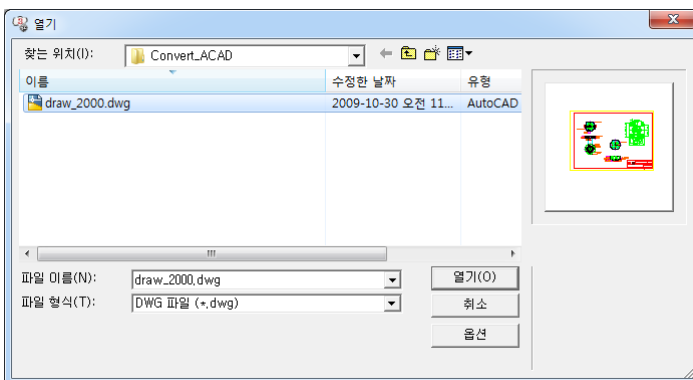 열기
찾는 위치(I): Convert_ACAD
이름 수정한 날짜 유형
draw_2000.dwg 2009-10-30 오전 11... AutoCAD
파일 이름(N): draw_2000.dwg 열기(O)
파일 형식(T): DWG 파일 (*.dwg) 취소
옵션